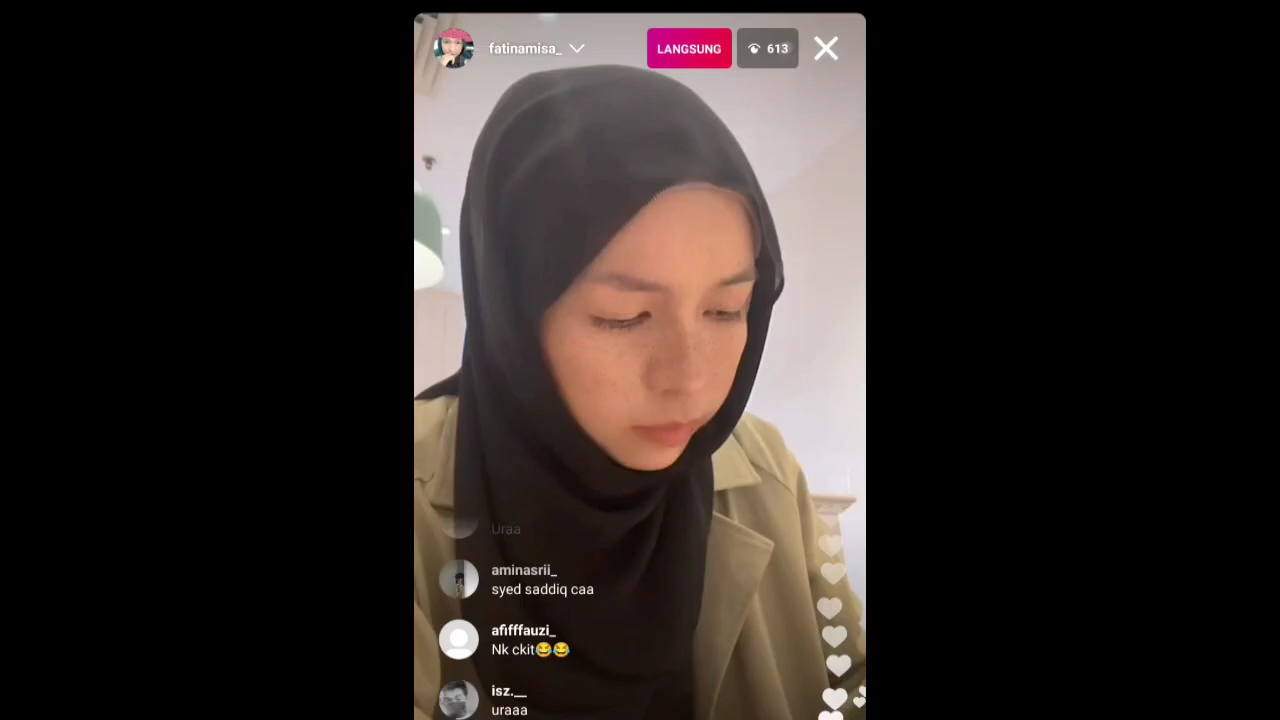 fatinamisa_
LANGSUNG
613
Uraa
aminasrii_
syed saddiq caa
afifffauzi_
Nk ckit😂😂
isz.__
uraaa